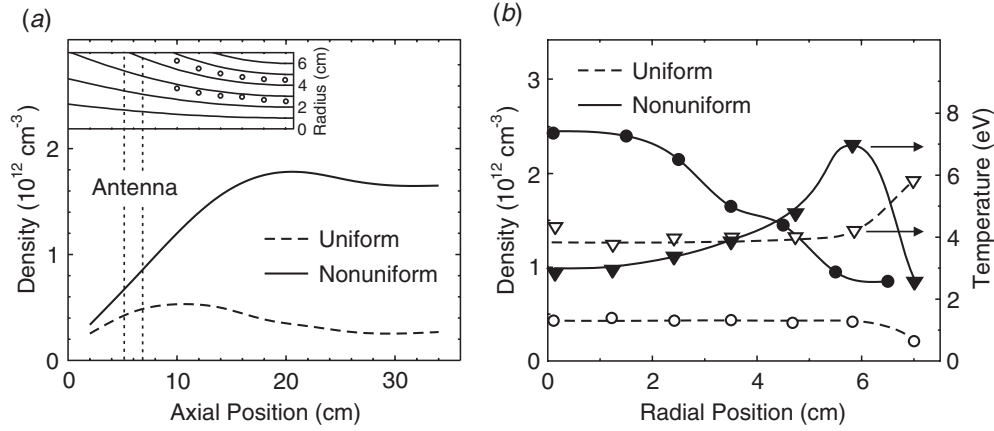 (a)
6
4
2
0
Radius (cm)
2
1
0
Density (10¹² cm⁻³)
Antenna
Uniform
Nonuniform
0 10 20 30
Axial Position (cm)
(b)
Uniform
Nonuniform
3
2
1
0
Density (10¹² cm⁻³)
8
6
4
2
0
Temperature (eV)
0 2 4 6
Radial Position (cm)